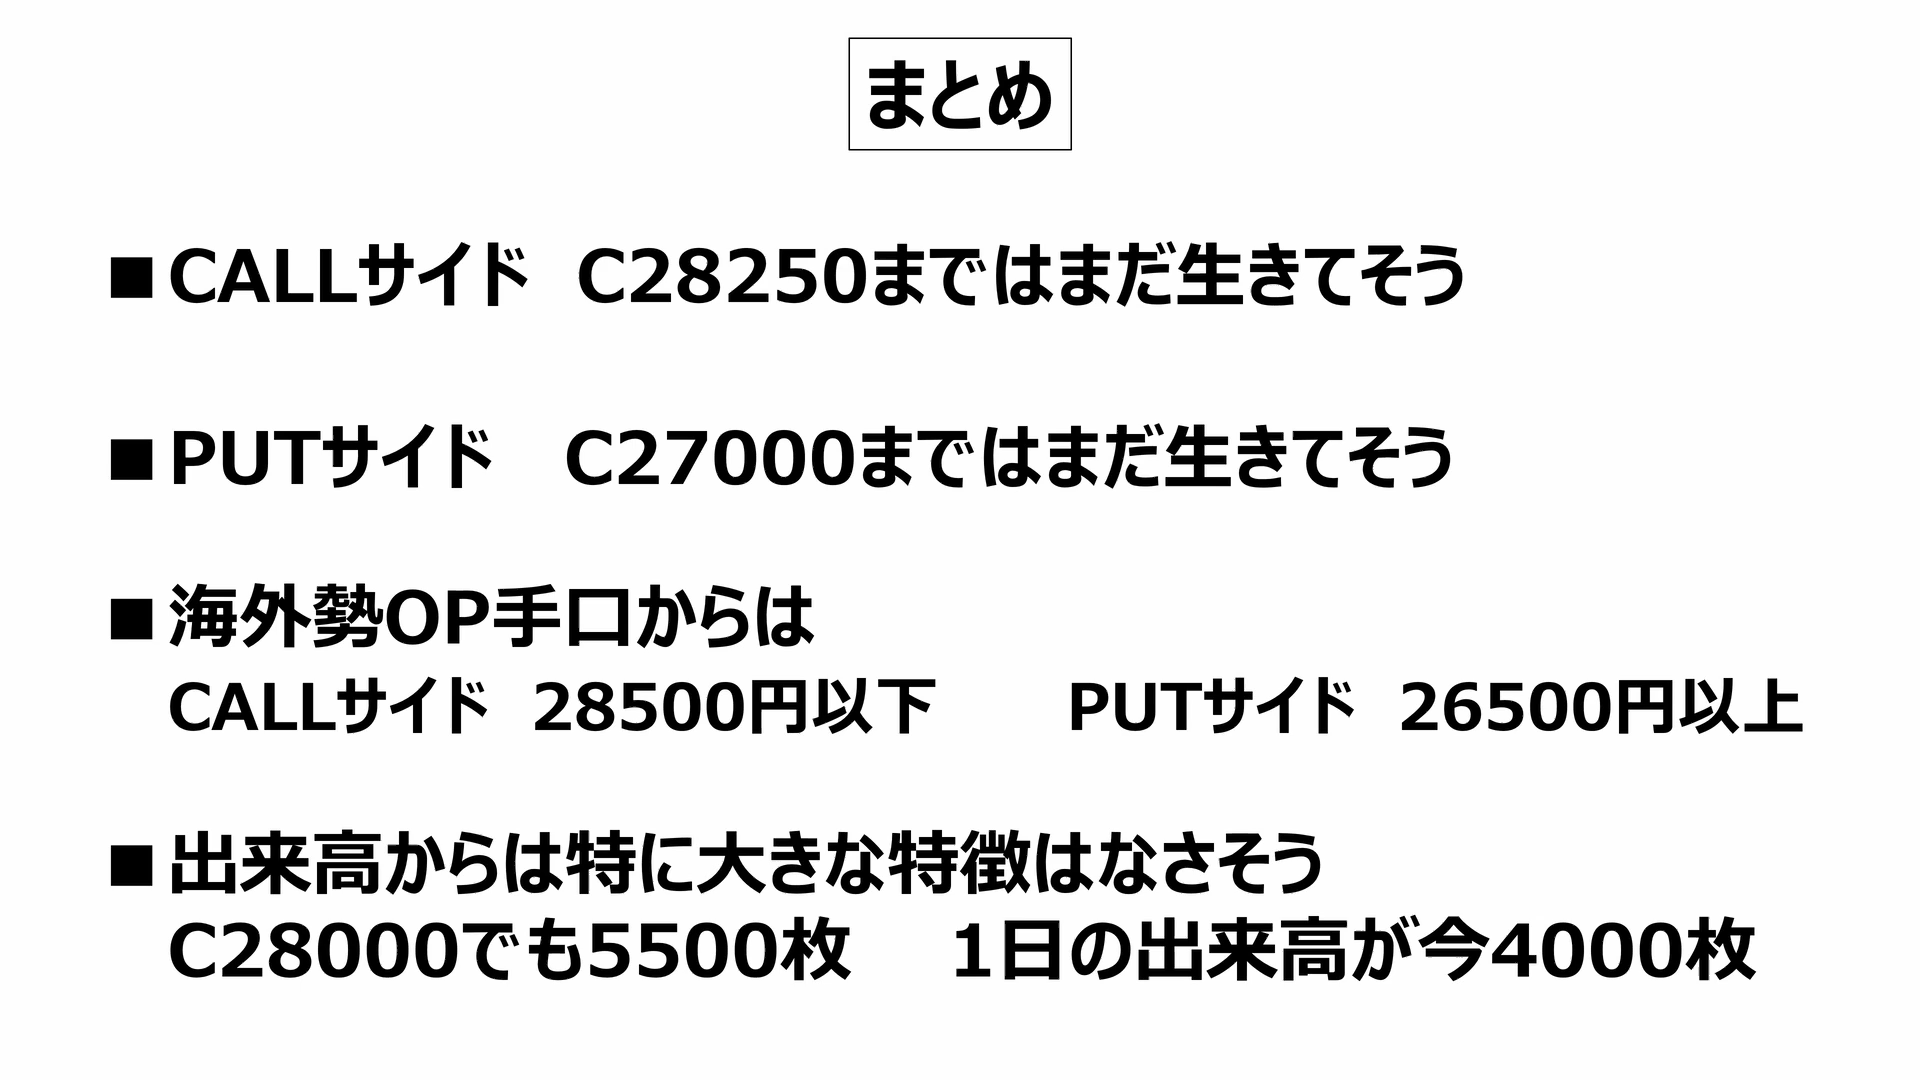 まとめ
■CALLサイド　C28250まではまだ生きてそう
■PUTサイド　C27000まではまだ生きてそう
■海外勢OP手口からは
CALLサイド　28500円以下　　PUTサイド　26500円以上
■出来高からは特に大きな特徴はなさそう
C28000でも5500枚　　1日の出来高が今4000枚